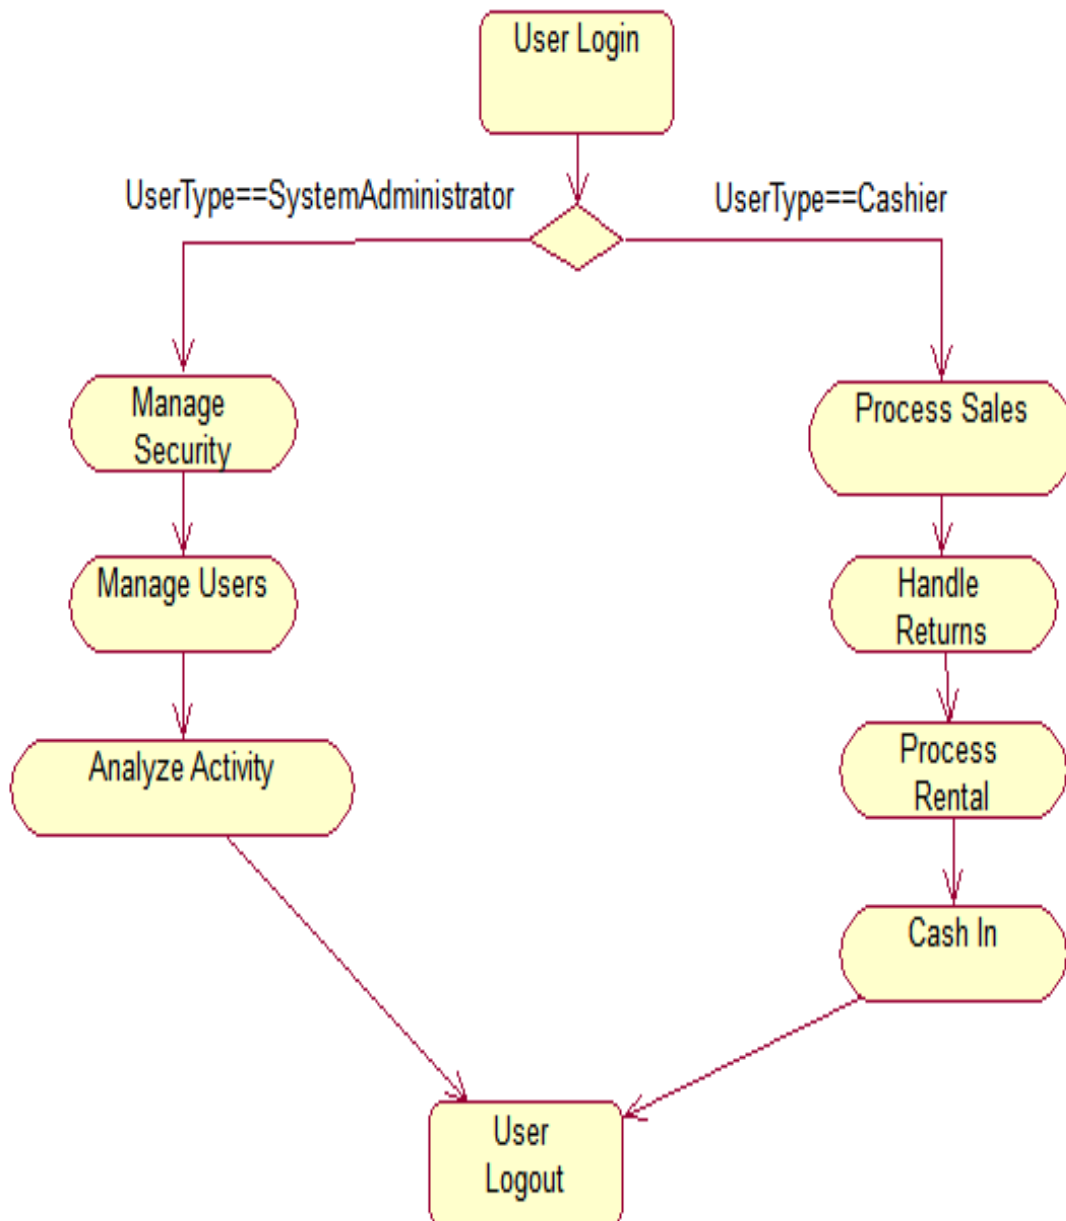 User Login
UserType==SystemAdministrator
UserType==Cashier
Manage
Security
Process Sales
Manage Users
Handle
Returns
Analyze Activity
Process
Rental
Cash In
User
Logout